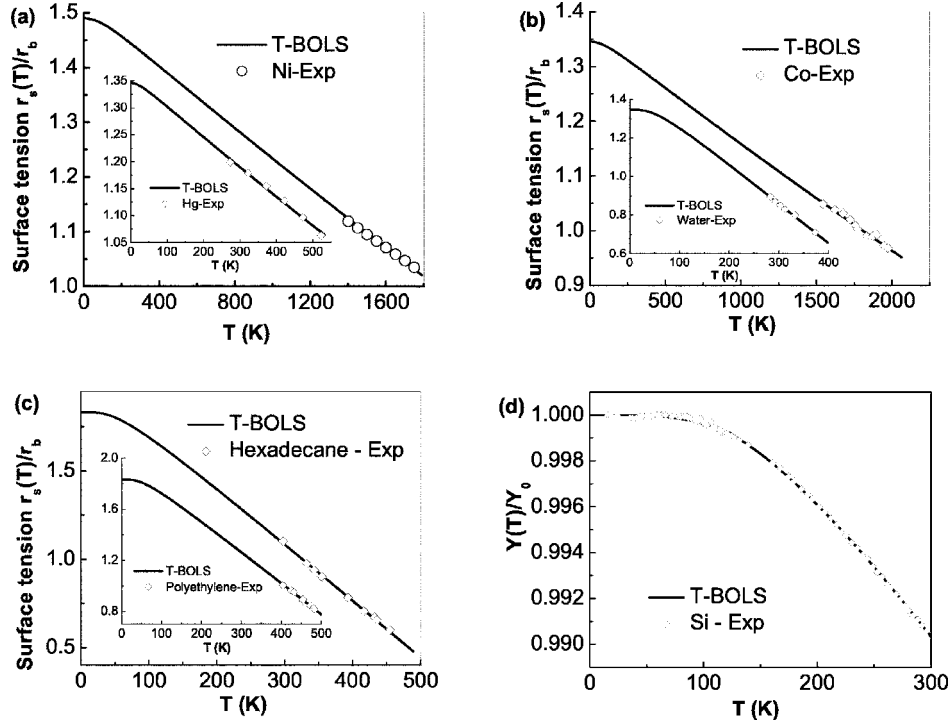 (a)
Surface tension rₛ(T)/r_b
1.5
1.4
1.3
1.2
1.1
1.0
T-BOLS
Ni-Exp
1.35
1.30
1.25
1.20
1.15
1.10
1.05
T-BOLS
Hg-Exp
0 100 200 300 400 500
T (K)
0 400 800 1200 1600
T (K)
(b)
Surface tension rₛ(T)/r_b
1.4
1.3
1.2
1.1
1.0
0.9
T-BOLS
Co-Exp
1.4
1.2
1.0
0.8
0.6
T-BOLS
Water-Exp
0 100 200 300 400
T (K)
0 500 1000 1500 2000
T (K)
(c)
Surface tension rₛ(T)/r_b
1.5
1.0
0.5
T-BOLS
Hexadecane - Exp
2.0
1.6
1.2
0.8
T-BOLS
Polyethylene-Exp
0 100 200 300 400 500
T (K)
0 100 200 300 400 500
T (K)
(d)
Y(T)/Y₀
1.000
0.998
0.996
0.994
0.992
0.990
T-BOLS
Si - Exp
0 100 200 300
T (K)